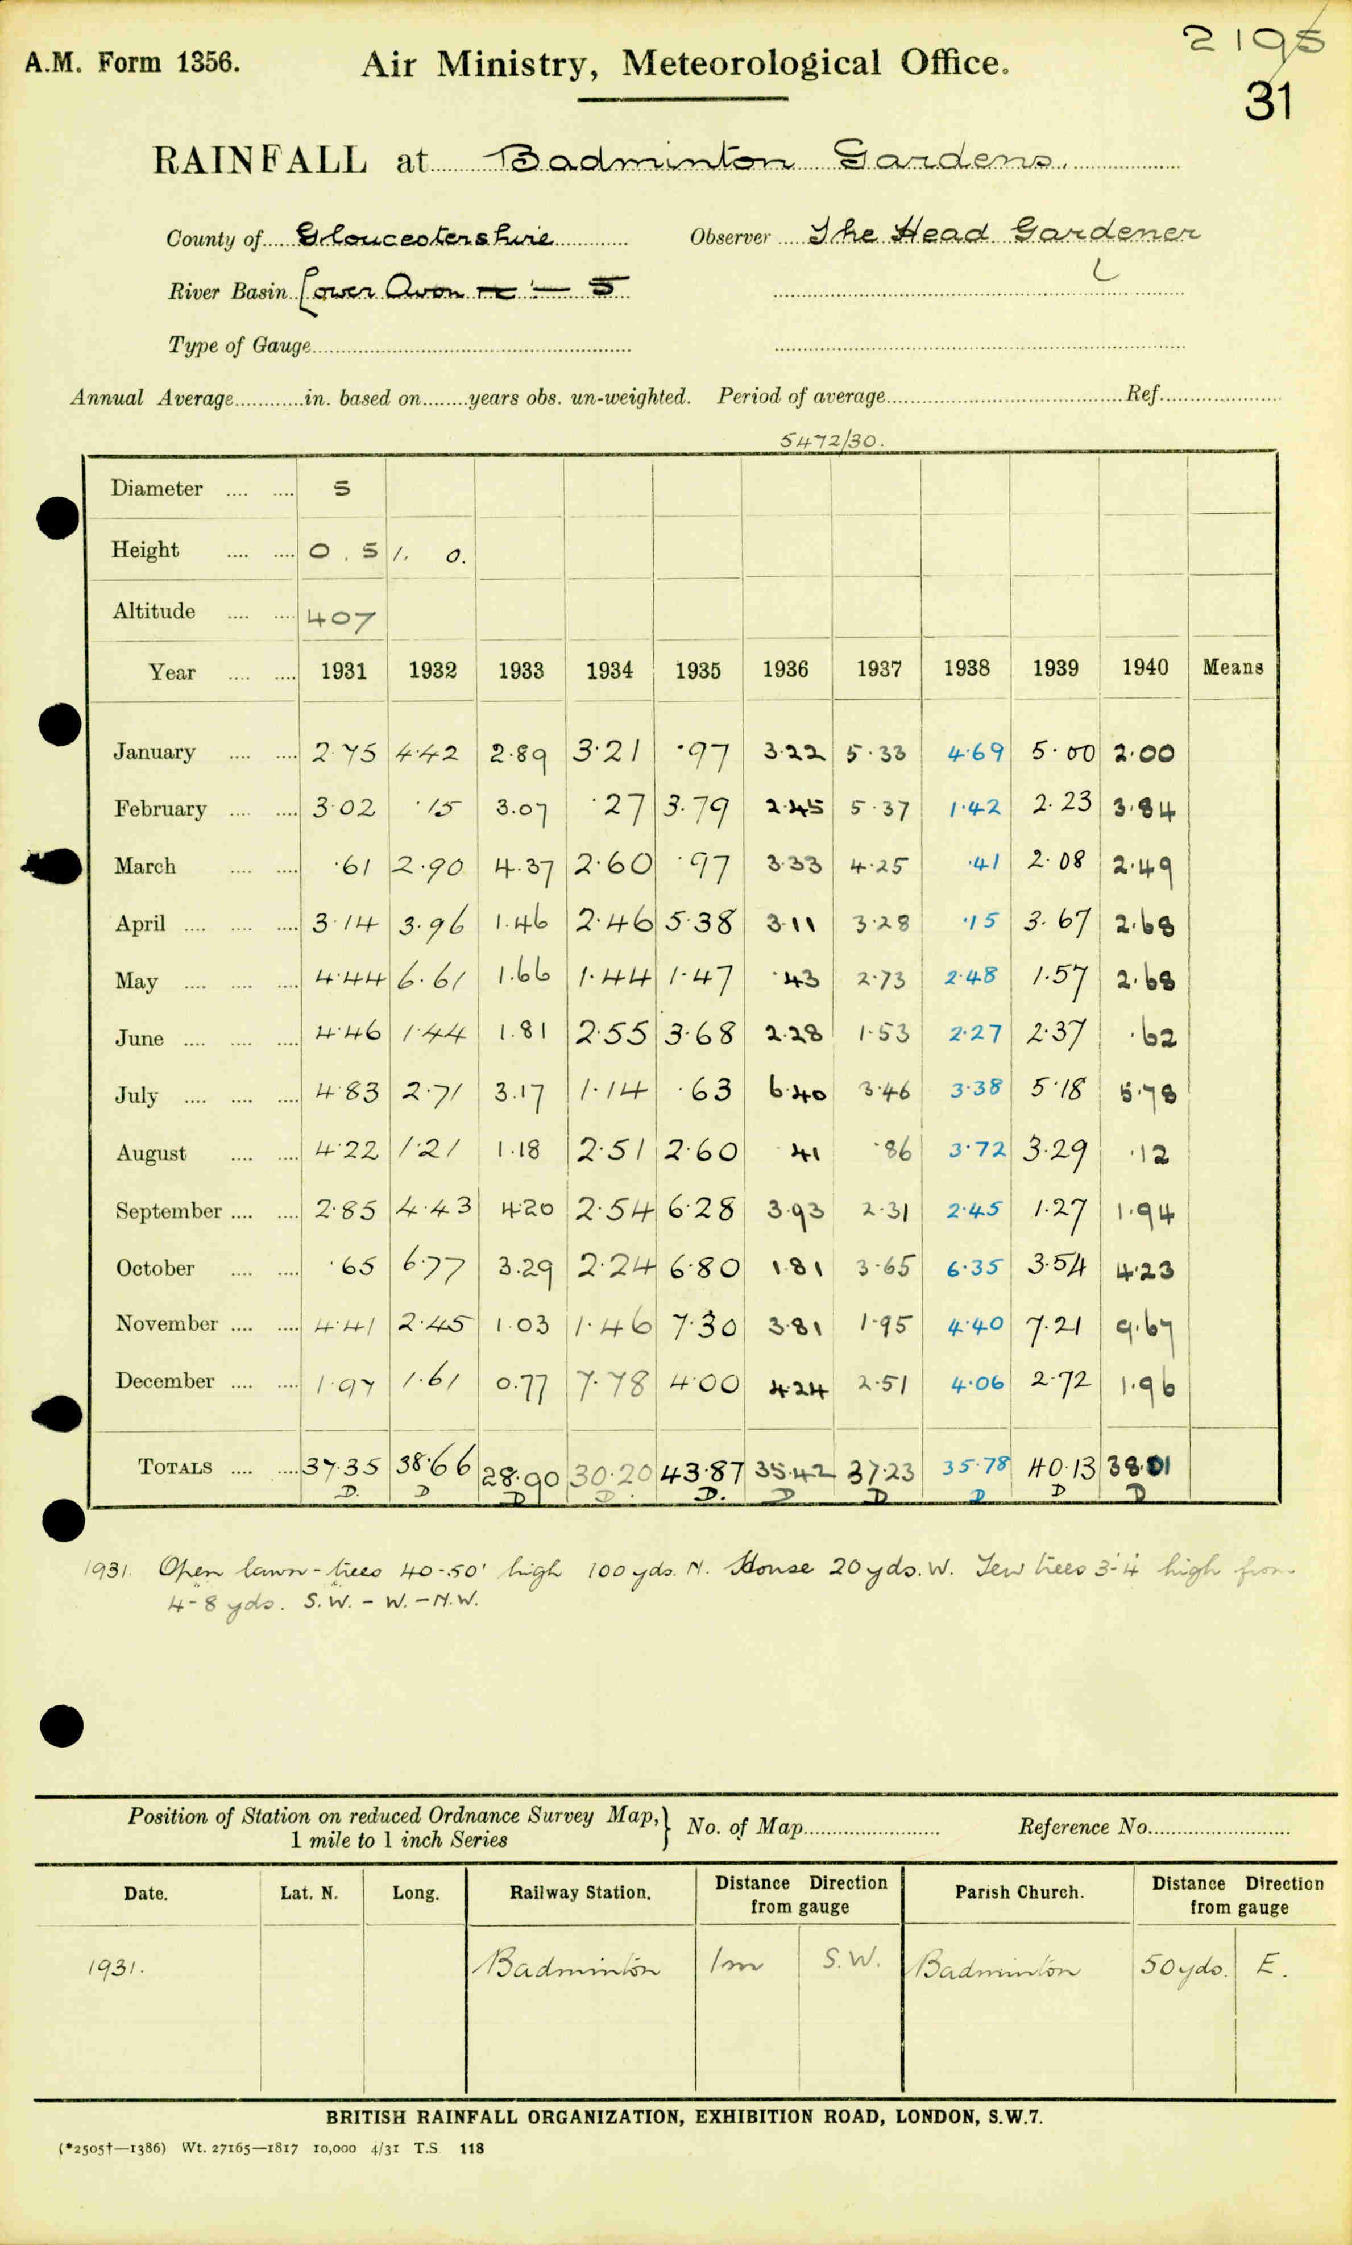 2195
A.M. Form 1356. Air Ministry, Meteorological Office.
31
RAINFALL at Badminton Gardens.
County of Gloucestershire Observer The Head Gardener
River Basin Lower Avon
Type of Gauge
Annual Average in. based on years obs. un-weighted. Period of average Ref.
5472/30.
Diameter 5
Height 0 . 5 1. 0.
Altitude 407
Year 1931 1932 1933 1934 1935 1936 1937 1938 1939 1940 Means
January 2.75 4.42 2.89 3.21 .97 3.22 5.33 4.69 5.00 2.00
February 3.02 .15 3.07 .27 3.79 2.45 5.37 1.42 2.23 3.84
March .61 2.90 4.37 2.60 .97 3.33 4.25 .41 2.08 2.49
April 3.14 3.96 1.46 2.46 5.38 3.11 3.28 .15 3.67 2.68
May 4.44 6.61 1.66 1.44 1.47 .43 2.73 2.48 1.57 2.68
June 4.46 1.44 1.81 2.55 3.68 2.28 1.53 2.27 2.37 .62
July 4.83 2.71 3.17 1.14 .63 6.40 3.46 3.38 5.18 5.78
August 4.22 1.21 1.18 2.51 2.60 .41 .86 3.72 3.29 .12
September 2.85 4.43 4.20 2.54 6.28 3.93 2.31 2.45 1.27 1.94
October .65 6.77 3.29 2.24 6.80 1.81 3.65 6.35 3.54 4.23
November 4.41 2.45 1.03 1.46 7.30 3.81 1.95 4.40 7.21 9.67
December 1.97 1.61 0.77 7.78 4.00 4.24 2.51 4.06 2.72 1.96
TOTALS 37.35 38.66 28.90 30.20 43.87 35.42 37.23 35.78 40.13 38.01
D. D D D. D. D D D D D
1931. Open lawn - trees 40-50' high 100 yds. N. House 20 yds. W. Yew trees 3'-4' high from
4-8 yds. S.W. - W. - N.W.
Position of Station on reduced Ordnance Survey Map, } No. of Map Reference No.
1 mile to 1 inch Series
Date. Lat. N. Long. Railway Station. Distance Direction from gauge Parish Church. Distance Direction from gauge
1931. Badminton 1m S.W. Badminton 50 yds. E.
BRITISH RAINFALL ORGANIZATION, EXHIBITION ROAD, LONDON, S.W.7.
(*2505†—1386) Wt. 27165—1817 10,000 4/31 T.S. 118